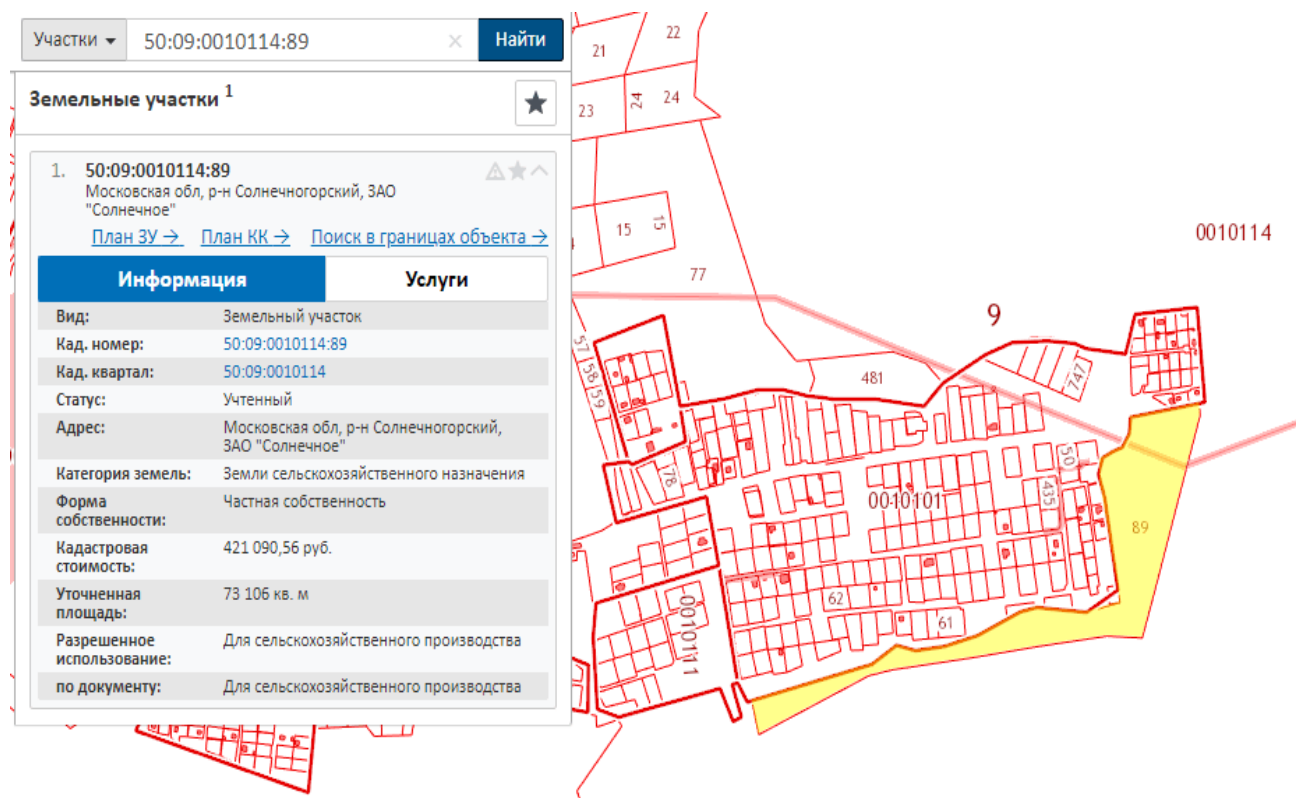 Участки
50:09:0010114:89
×
Найти
Земельные участки 1
1. 50:09:0010114:89
Московская обл, р-н Солнечногорский, ЗАО
"Солнечное"
План ЗУ → План КК → Поиск в границах объекта →
Информация Услуги
Вид: Земельный участок
Кад. номер: 50:09:0010114:89
Кад. квартал: 50:09:0010114
Статус: Учтенный
Адрес: Московская обл, р-н Солнечногорский,
ЗАО "Солнечное"
Категория земель: Земли сельскохозяйственного назначения
Форма Частная собственность
собственности:
Кадастровая 421 090,56 руб.
стоимость:
Уточненная 73 106 кв. м
площадь:
Разрешенное Для сельскохозяйственного производства
использование:
по документу: Для сельскохозяйственного производства
21
22
23
24
24
15
15
77
0010114
9
57
58
59
481
747
78
50
0010101
435
89
62
61
0010111